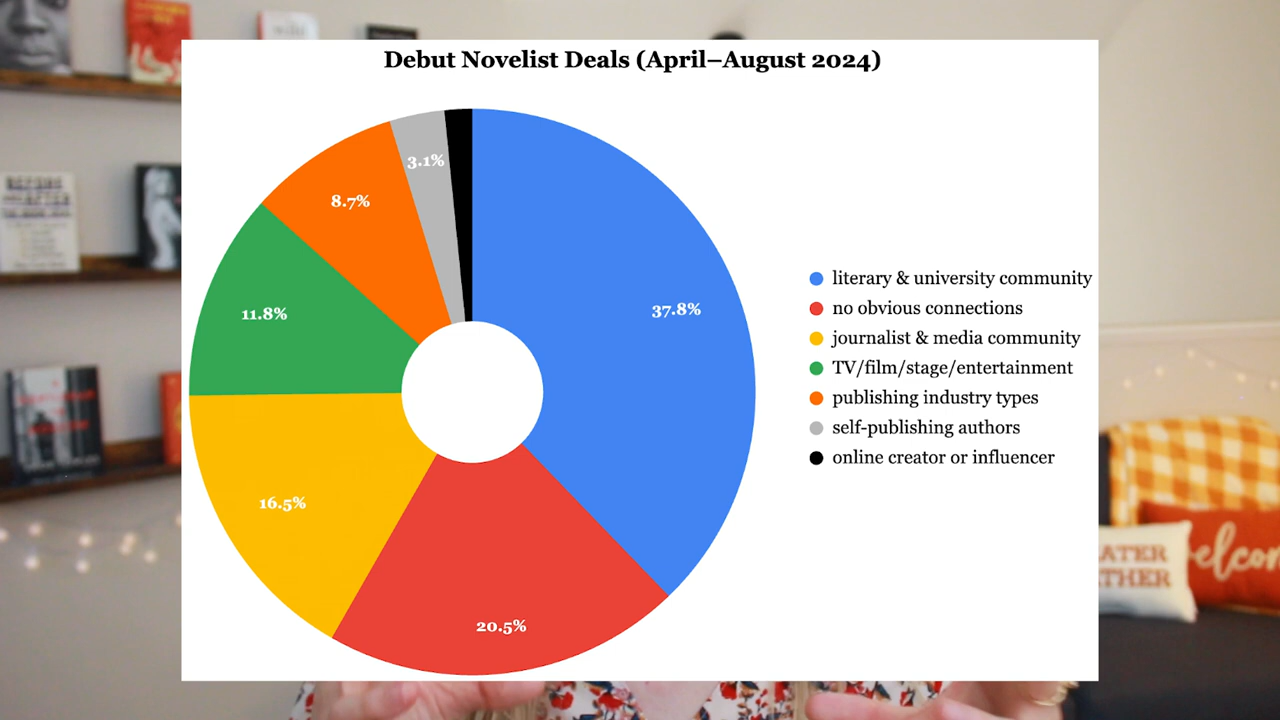 Debut Novelist Deals (April–August 2024)
3.1%
8.7%
37.8%
11.8%
16.5%
20.5%
literary & university community
no obvious connections
journalist & media community
TV/film/stage/entertainment
publishing industry types
self-publishing authors
online creator or influencer